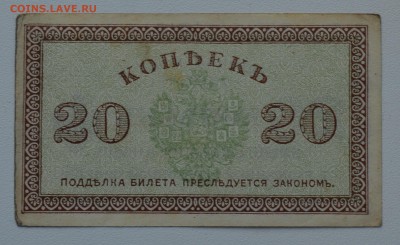 COINS.LAVE.RU
КОПѢЕКЪ
20 20
ПОДДѢЛКА БИЛЕТА ПРЕСЛѢДУЕТСЯ ЗАКОНОМЪ.